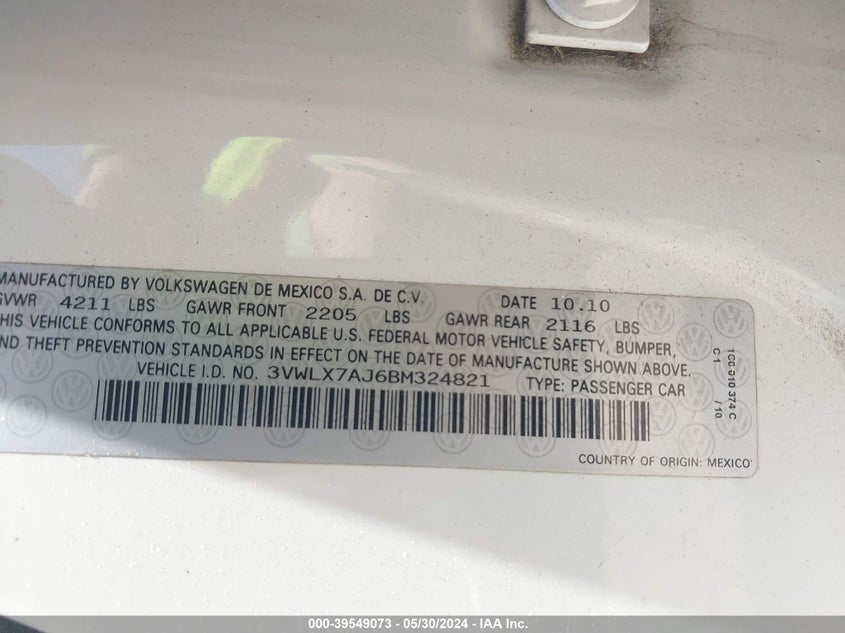 MANUFACTURED BY VOLKSWAGEN DE MEXICO S.A. DE C.V. DATE 10.10
GVWR 4211 LBS GAWR FRONT 2205 LBS GAWR REAR 2116 LBS
THIS VEHICLE CONFORMS TO ALL APPLICABLE U.S. FEDERAL MOTOR VEHICLE SAFETY, BUMPER,
AND THEFT PREVENTION STANDARDS IN EFFECT ON THE DATE OF MANUFACTURE SHOWN ABOVE.
VEHICLE I.D. NO. 3VWLX7AJ6BM324821 TYPE: PASSENGER CAR
COUNTRY OF ORIGIN: MEXICO
1CC 010 374 C
C1 /10
000-39549073 - 05/30/2024 - IAA Inc.